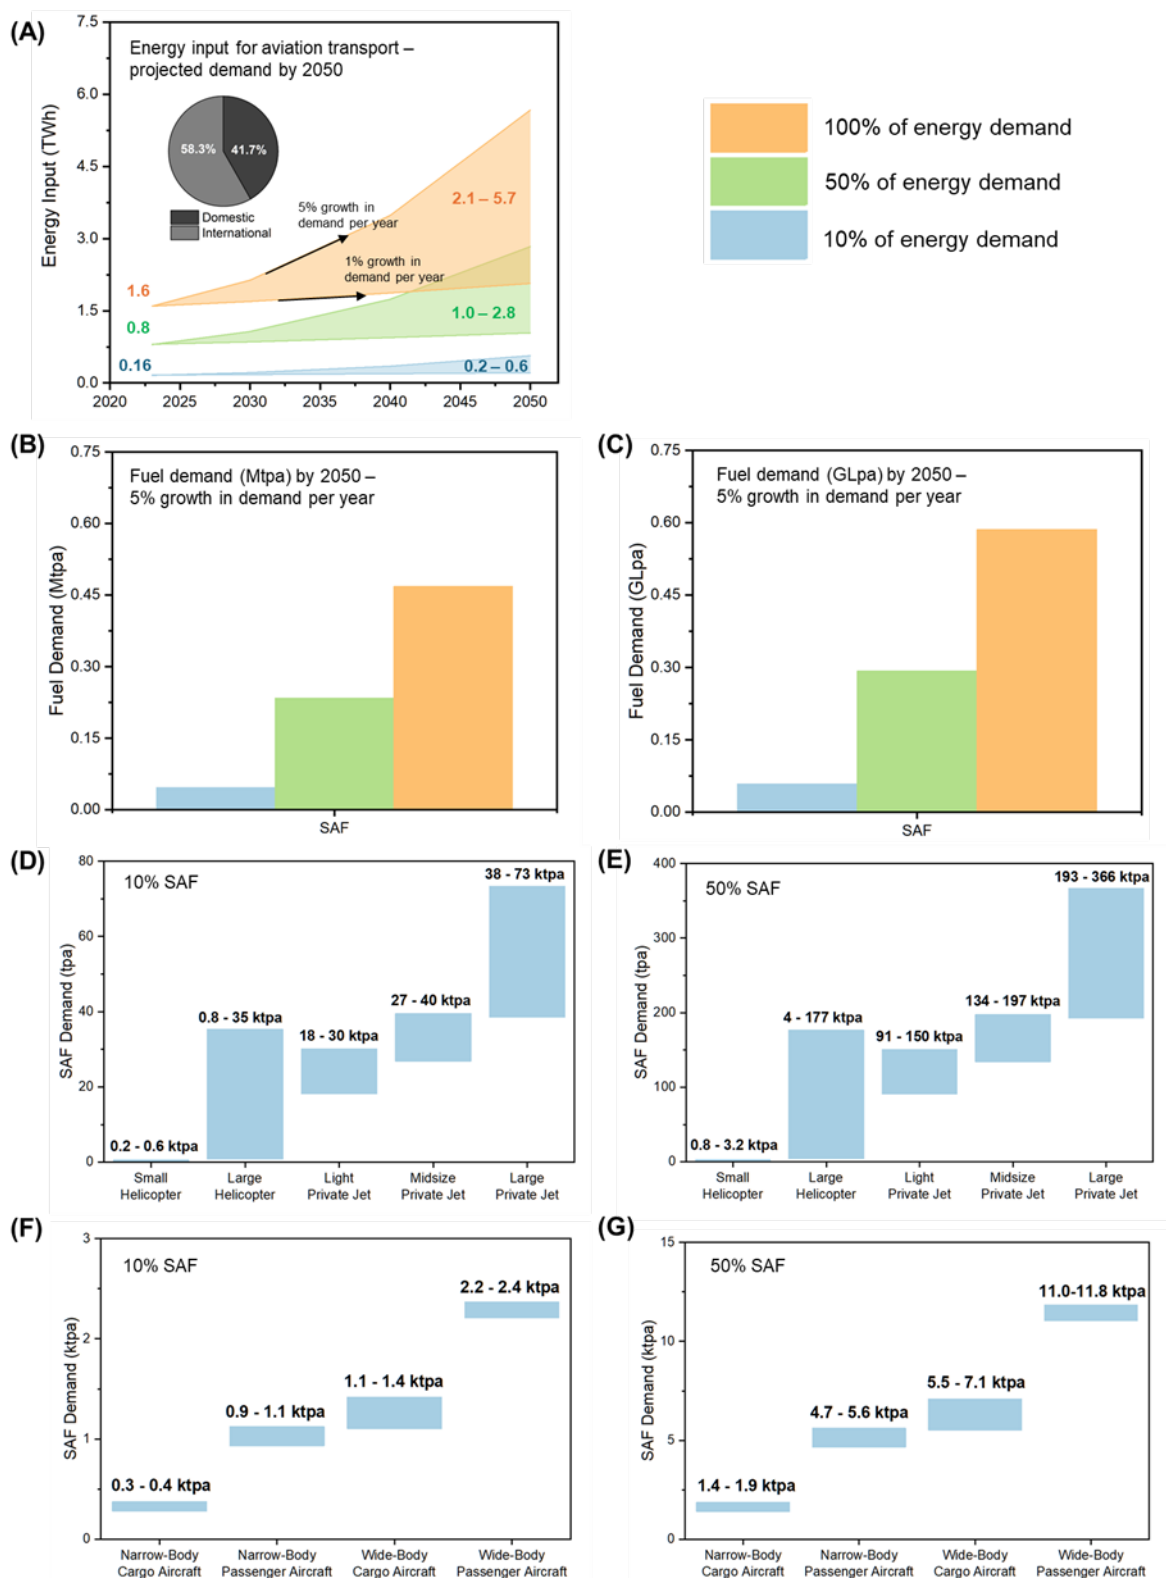 (A)
7.5
6.0
4.5
3.0
1.5
0.0
Energy Input (TWh)
Energy input for aviation transport –
projected demand by 2050
58.3%
41.7%
Domestic
International
5% growth in
demand per year
1% growth in
demand per year
2.1 – 5.7
1.0 – 2.8
0.2 – 0.6
1.6
0.8
0.16
2020 2025 2030 2035 2040 2045 2050
100% of energy demand
50% of energy demand
10% of energy demand
(B)
0.75
0.60
0.45
0.30
0.15
0.00
Fuel Demand (Mtpa)
Fuel demand (Mtpa) by 2050 –
5% growth in demand per year
SAF
(C)
0.75
0.60
0.45
0.30
0.15
0.00
Fuel Demand (GLpa)
Fuel demand (GLpa) by 2050 –
5% growth in demand per year
SAF
(D)
80
60
40
20
0
SAF Demand (tpa)
10% SAF
0.2 - 0.6 ktpa
0.8 - 35 ktpa
18 - 30 ktpa
27 - 40 ktpa
38 - 73 ktpa
Small
Helicopter
Large
Helicopter
Light
Private Jet
Midsize
Private Jet
Large
Private Jet
(E)
400
300
200
100
0
SAF Demand (tpa)
50% SAF
0.8 - 3.2 ktpa
4 - 177 ktpa
91 - 150 ktpa
134 - 197 ktpa
193 - 366 ktpa
Small
Helicopter
Large
Helicopter
Light
Private Jet
Midsize
Private Jet
Large
Private Jet
(F)
3
2
1
0
SAF Demand (ktpa)
10% SAF
0.3 - 0.4 ktpa
0.9 - 1.1 ktpa
1.1 - 1.4 ktpa
2.2 - 2.4 ktpa
Narrow-Body
Cargo Aircraft
Narrow-Body
Passenger Aircraft
Wide-Body
Cargo Aircraft
Wide-Body
Passenger Aircraft
(G)
15
10
5
0
SAF Demand (ktpa)
50% SAF
1.4 - 1.9 ktpa
4.7 - 5.6 ktpa
5.5 - 7.1 ktpa
11.0-11.8 ktpa
Narrow-Body
Cargo Aircraft
Narrow-Body
Passenger Aircraft
Wide-Body
Cargo Aircraft
Wide-Body
Passenger Aircraft